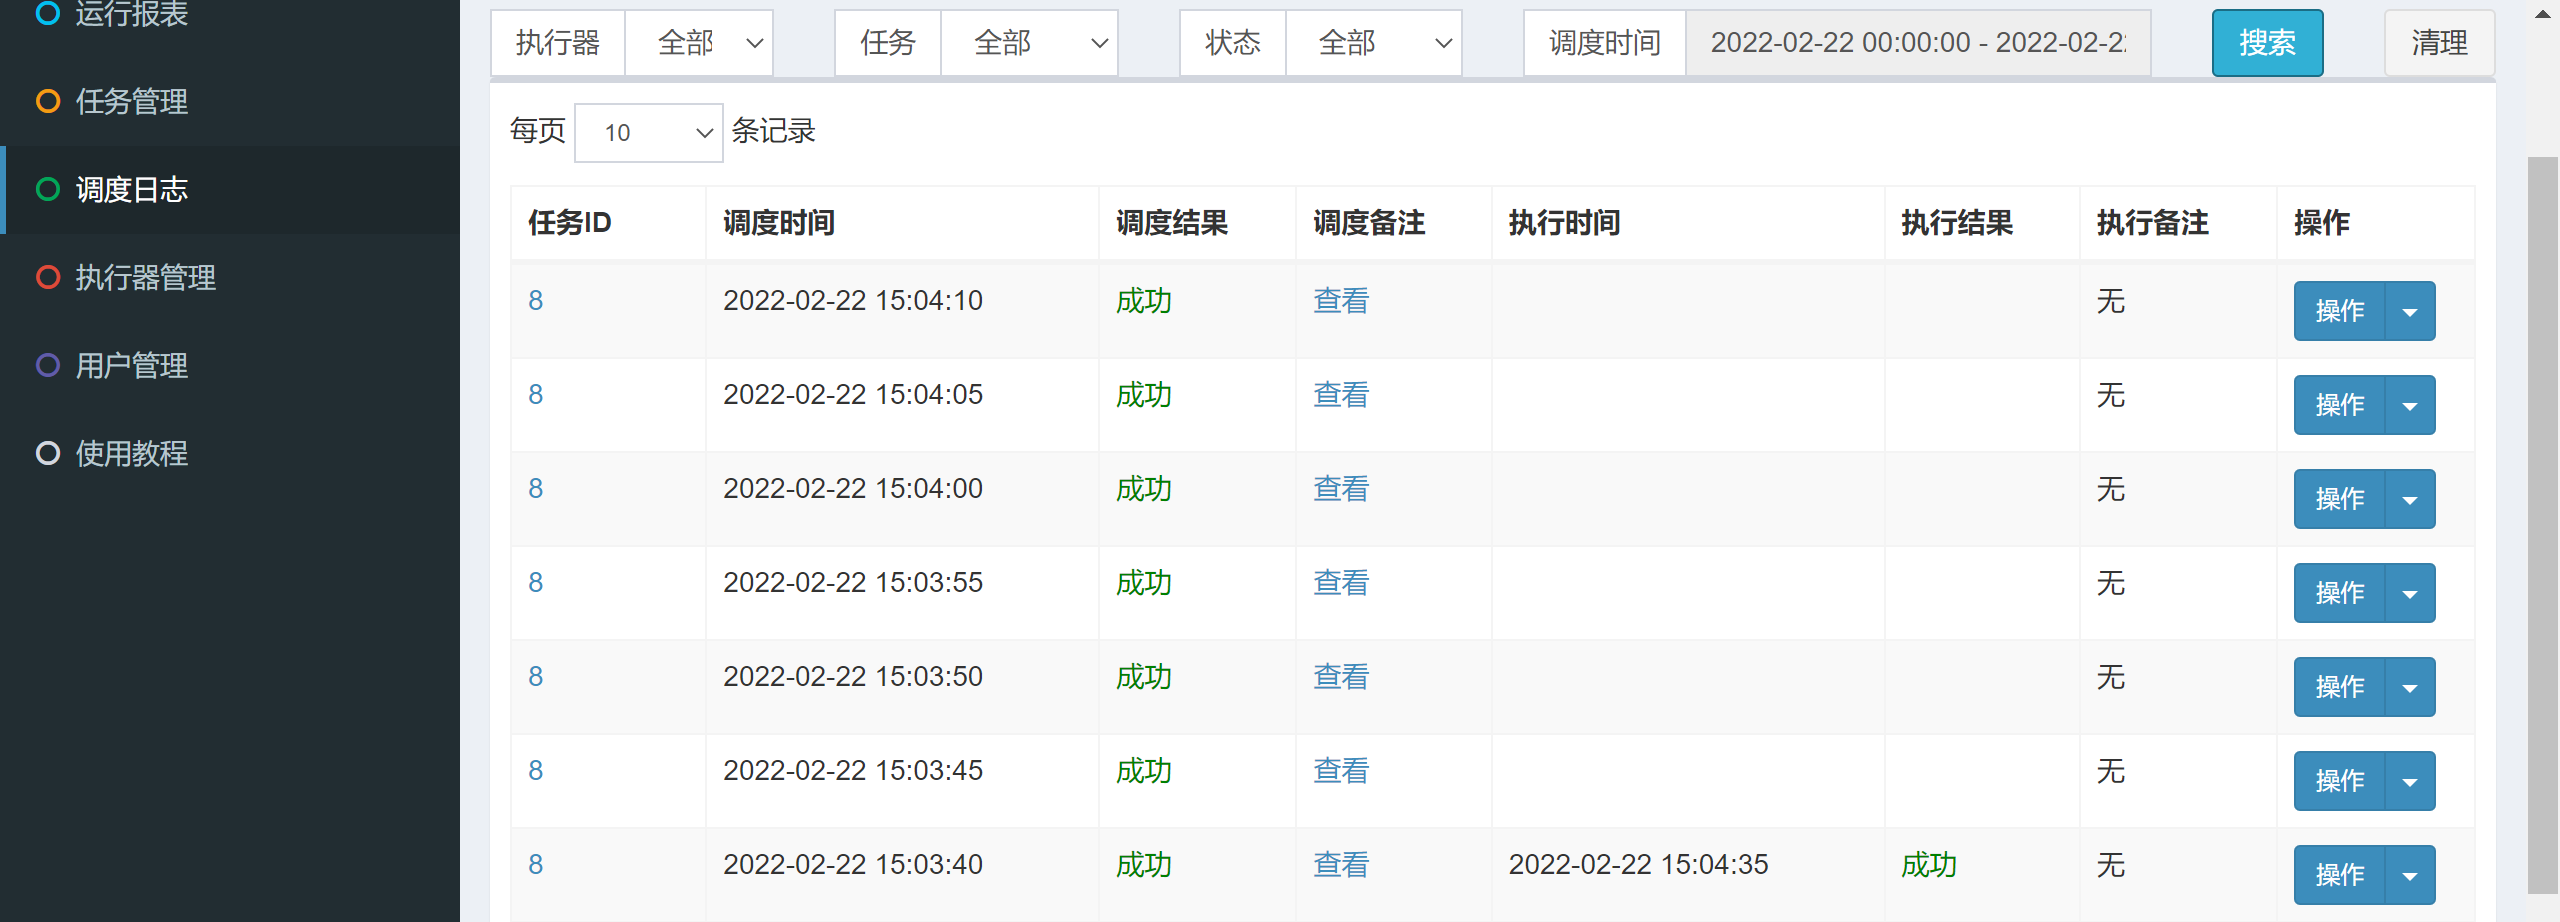 运行报表
任务管理
调度日志
执行器管理
用户管理
使用教程
执行器 全部 任务 全部 状态 全部 调度时间 2022-02-22 00:00:00 - 2022-02-2 搜索 清理
每页 10 条记录
任务ID 调度时间 调度结果 调度备注 执行时间 执行结果 执行备注 操作
8 2022-02-22 15:04:10 成功 查看 无 操作
8 2022-02-22 15:04:05 成功 查看 无 操作
8 2022-02-22 15:04:00 成功 查看 无 操作
8 2022-02-22 15:03:55 成功 查看 无 操作
8 2022-02-22 15:03:50 成功 查看 无 操作
8 2022-02-22 15:03:45 成功 查看 无 操作
8 2022-02-22 15:03:40 成功 查看 2022-02-22 15:04:35 成功 无 操作